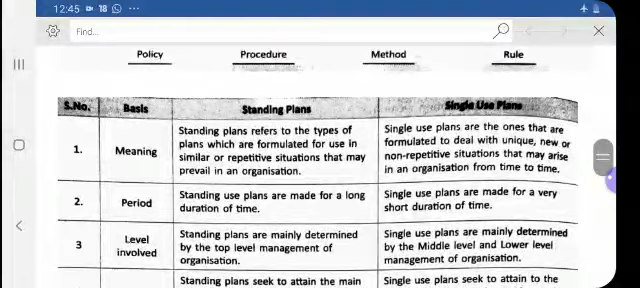 12:45 18
Find...
Policy Procedure Method Rule
S.No. Basis Standing Plans Single Use Plans
1. Meaning
Standing plans refers to the types of
plans which are formulated for use in
similar or repetitive situations that may
prevail in an organisation.
Single use plans are the ones that are
formulated to deal with unique, new or
non-repetitive situations that may arise
in an organisation from time to time.
2. Period
Standing use plans are made for a long
duration of time.
Single use plans are made for a very
short duration of time.
3 Level
involved
Standing plans are mainly determined
by the top level management of
organisation.
Single use plans are mainly determined
by the Middle level and Lower level
management of organisation.
Standing plans seek to attain the main
Single use plans seek to attain to the